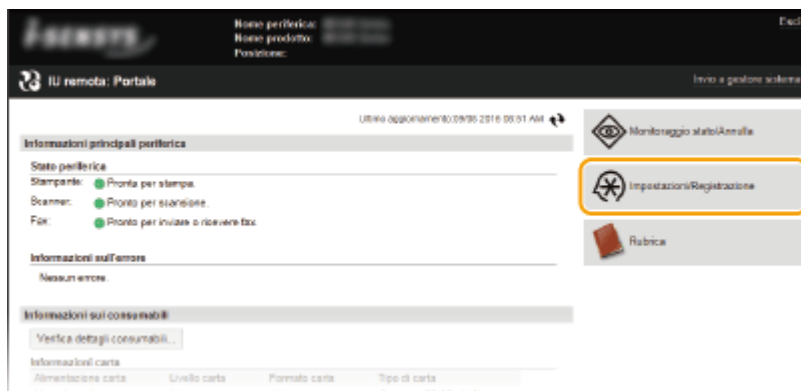 i-SENSYS
Nome periferica:
Nome prodotto:
Posizione:
Esci
IU remota: Portale
Invio a gestore sistema
Ultimo aggiornamento:09/08 2016 08:51 AM
Informazioni principali periferica
Stato periferica
Stampante: Pronta per stampa.
Scanner: Pronto per scansione.
Fax: Pronto per inviare o ricevere fax.
Informazioni sull'errore
Nessun errore.
Informazioni sui consumabili
Verifica dettagli consumabili...
Informazioni carta
Alimentazione carta Livello carta Formato carta Tipo di carta
Monitoraggio stato/Annulla
Impostazioni/Registrazione
Rubrica